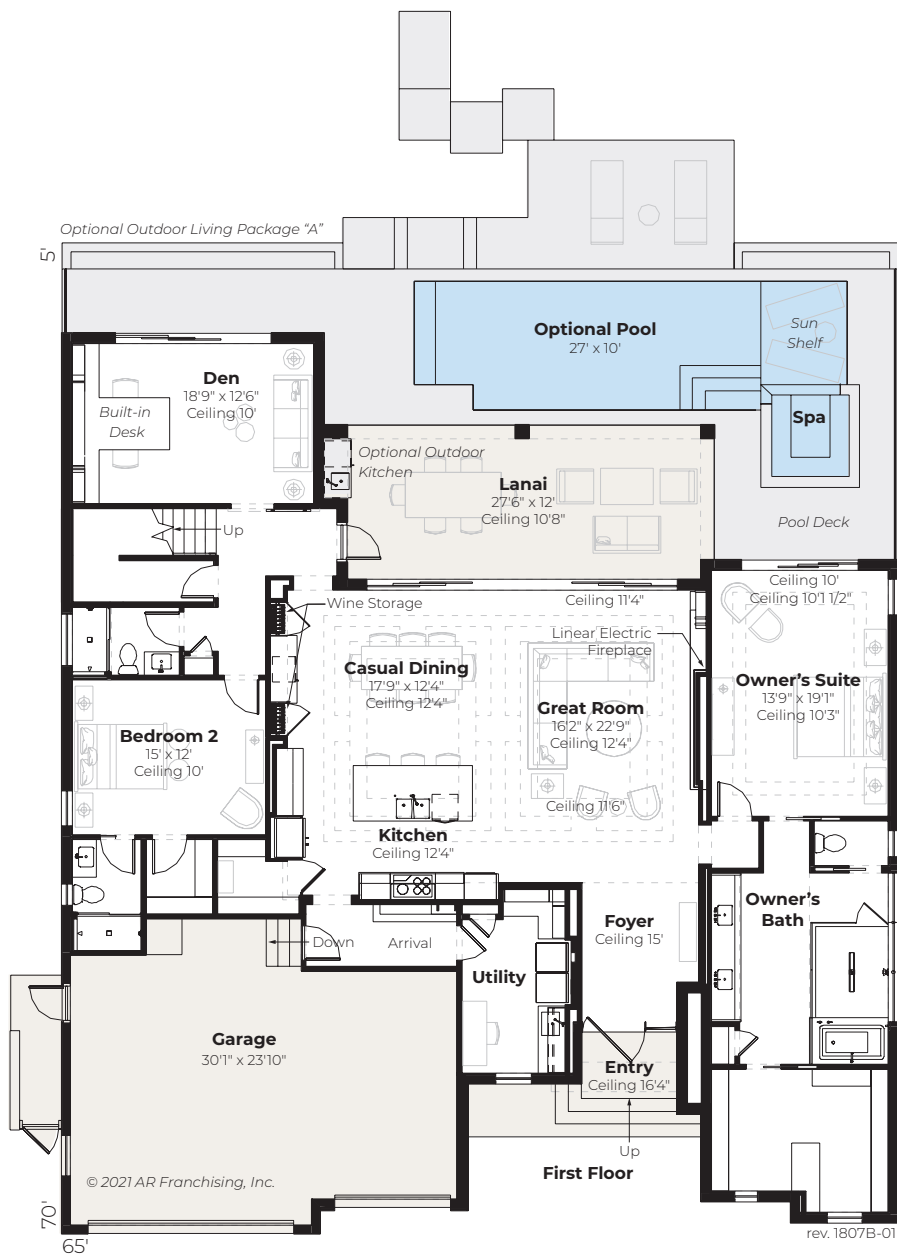 Optional Outdoor Living Package “A”
5'
Optional Pool
27' x 10'
Sun
Shelf
Den
18'9" x 12'6"
Ceiling 10'
Built-in
Desk
Spa
Optional Outdoor
Kitchen
Lanai
27'6" x 12'
Ceiling 10'8"
Pool Deck
Up
Ceiling 10'
Ceiling 10'1 1/2"
Ceiling 11'4"
Wine Storage
Linear Electric
Fireplace
Casual Dining
17'9" x 12'4"
Ceiling 12'4"
Owner's Suite
13'9" x 19'1"
Ceiling 10'3"
Great Room
16'2" x 22'9"
Ceiling 12'4"
Bedroom 2
15' x 12'
Ceiling 10'
Ceiling 11'6"
Kitchen
Ceiling 12'4"
Owner's
Bath
Foyer
Ceiling 15'
Down
Arrival
Utility
Garage
30'1" x 23'10"
Entry
Ceiling 16'4"
Up
First Floor
© 2021 AR Franchising, Inc.
70'
65'
rev. 1807B-01